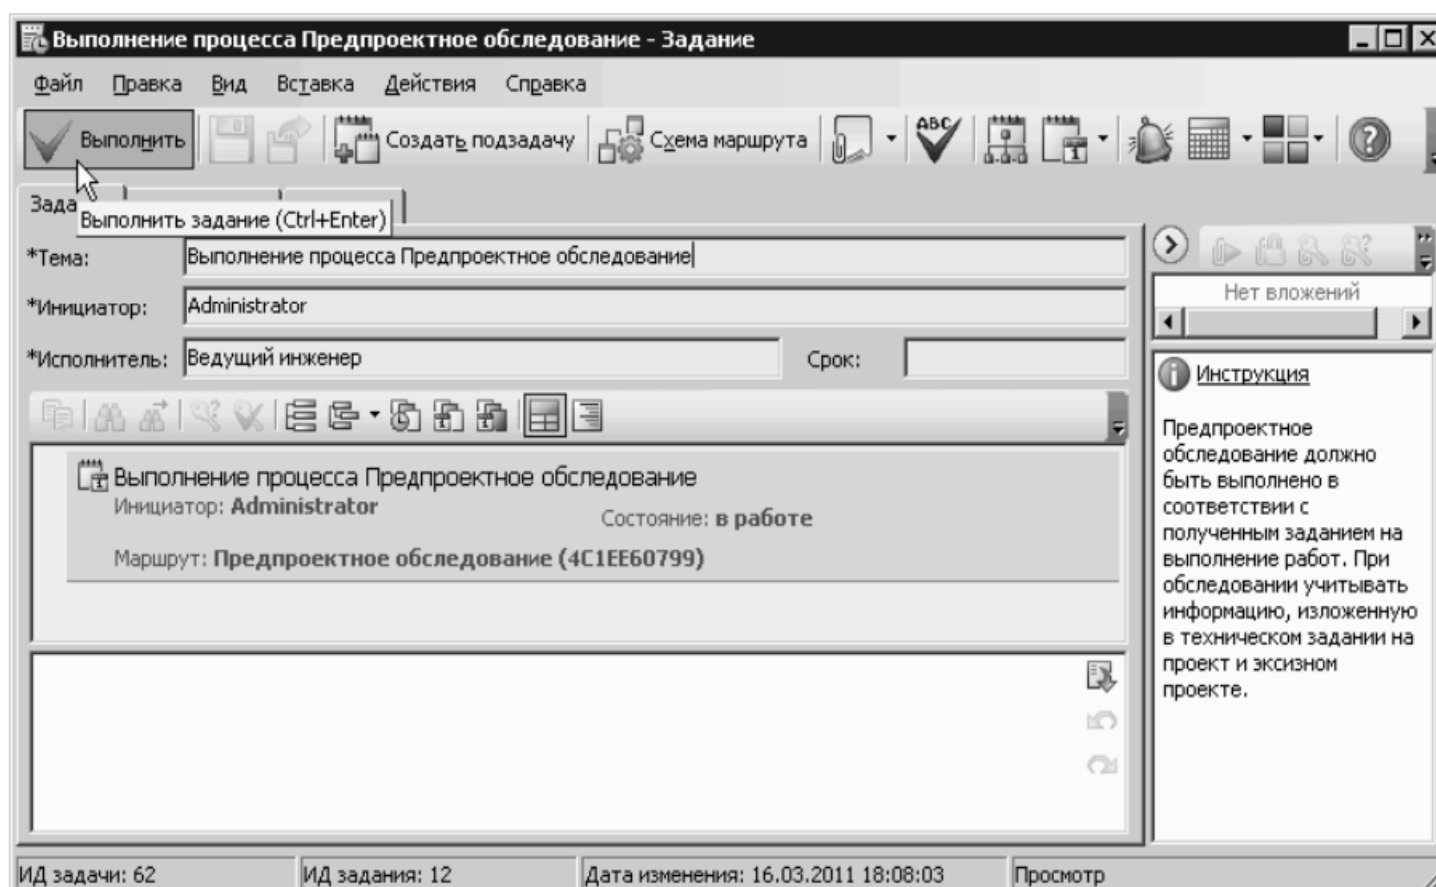 Выполнение процесса Предпроектное обследование - Задание
Файл Правка Вид Вставка Действия Справка
Выполнить Создать подзадачу Схема маршрута ABC
Зада
Выполнить задание (Ctrl+Enter)
*Тема: Выполнение процесса Предпроектное обследование
*Инициатор: Administrator
*Исполнитель: Ведущий инженер Срок:
Выполнение процесса Предпроектное обследование
Инициатор: Administrator
Состояние: в работе
Маршрут: Предпроектное обследование (4C1EE60799)
Нет вложений
Инструкция
Предпроектное
обследование должно
быть выполнено в
соответствии с
полученным заданием на
выполнение работ. При
обследовании учитывать
информацию, изложенную
в техническом задании на
проект и эксизном
проекте.
ИД задачи: 62 ИД задания: 12 Дата изменения: 16.03.2011 18:08:03 Просмотр